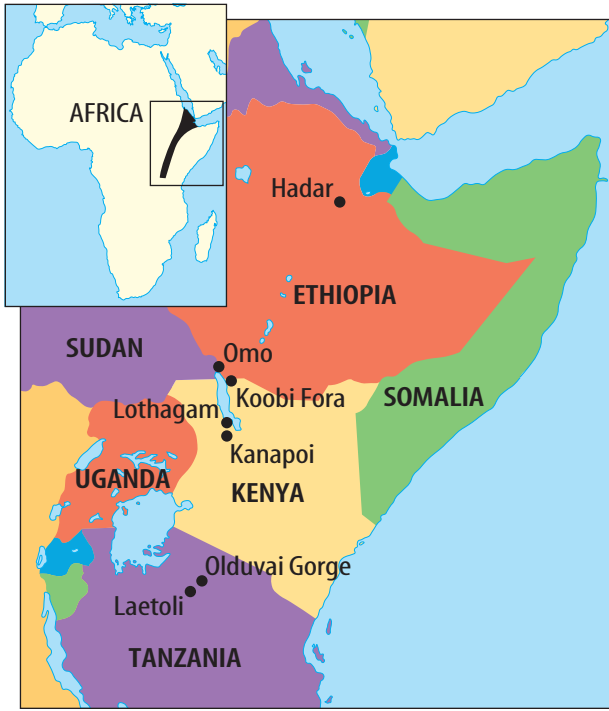 AFRICA
Hadar
ETHIOPIA
SUDAN
Omo
Koobi Fora
SOMALIA
Lothagam
Kanapoi
UGANDA
KENYA
Olduvai Gorge
Laetoli
TANZANIA